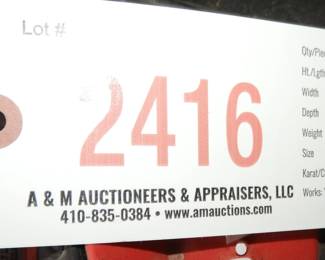 Lot #
2416
A & M AUCTIONEERS & APPRAISERS, LLC
410-835-0384 • www.amauctions.com
Qty/Pie
Ht./Lgth
Width
Depth
Weight
Size
Karat/C
Works: